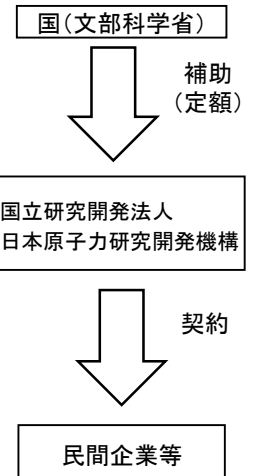 国（文部科学省）
補助
（定額）
国立研究開発法人
日本原子力研究開発機構
契約
民間企業等